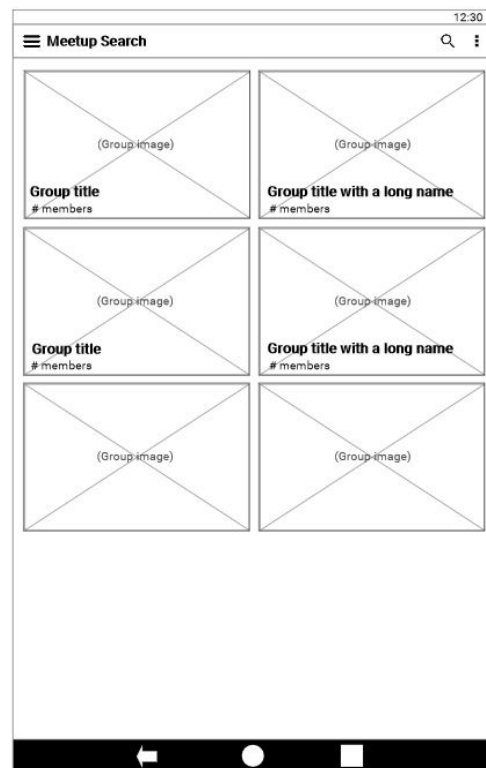 12:30
Meetup Search
(Group image)
(Group image)
Group title
Group title with a long name
# members
# members
(Group image)
(Group image)
Group title
Group title with a long name
# members
# members
(Group image)
(Group image)